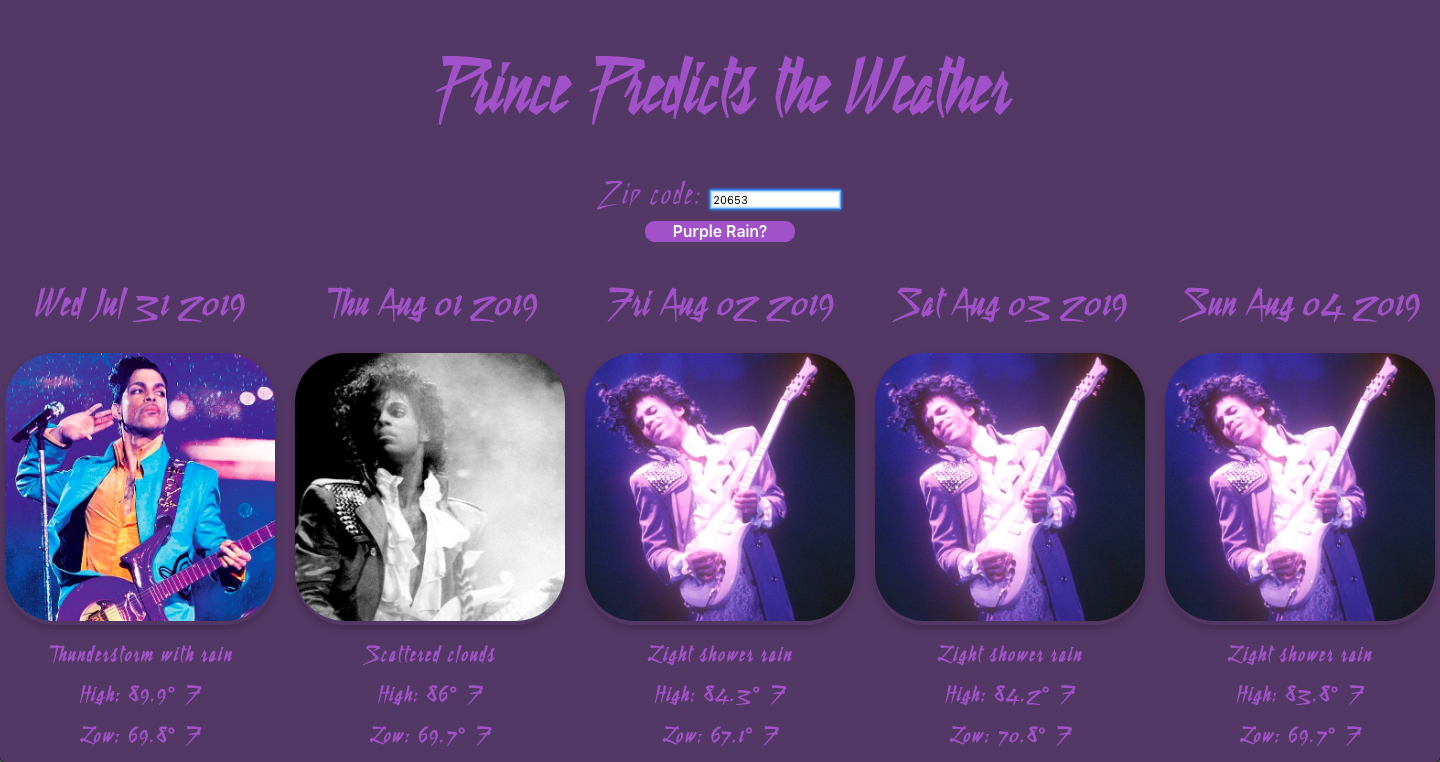 Prince Predicts the Weather
Zip code: 20653
Purple Rain?
Wed Jul 31 2019
Thu Aug 01 2019
Fri Aug 02 2019
Sat Aug 03 2019
Sun Aug 04 2019
Thunderstorm with rain
Scattered clouds
Light shower rain
Light shower rain
Light shower rain
High: 89.9° F
High: 86° F
High: 84.3° F
High: 84.2° F
High: 83.8° F
Low: 69.8° F
Low: 69.7° F
Low: 67.1° F
Low: 70.8° F
Low: 69.7° F